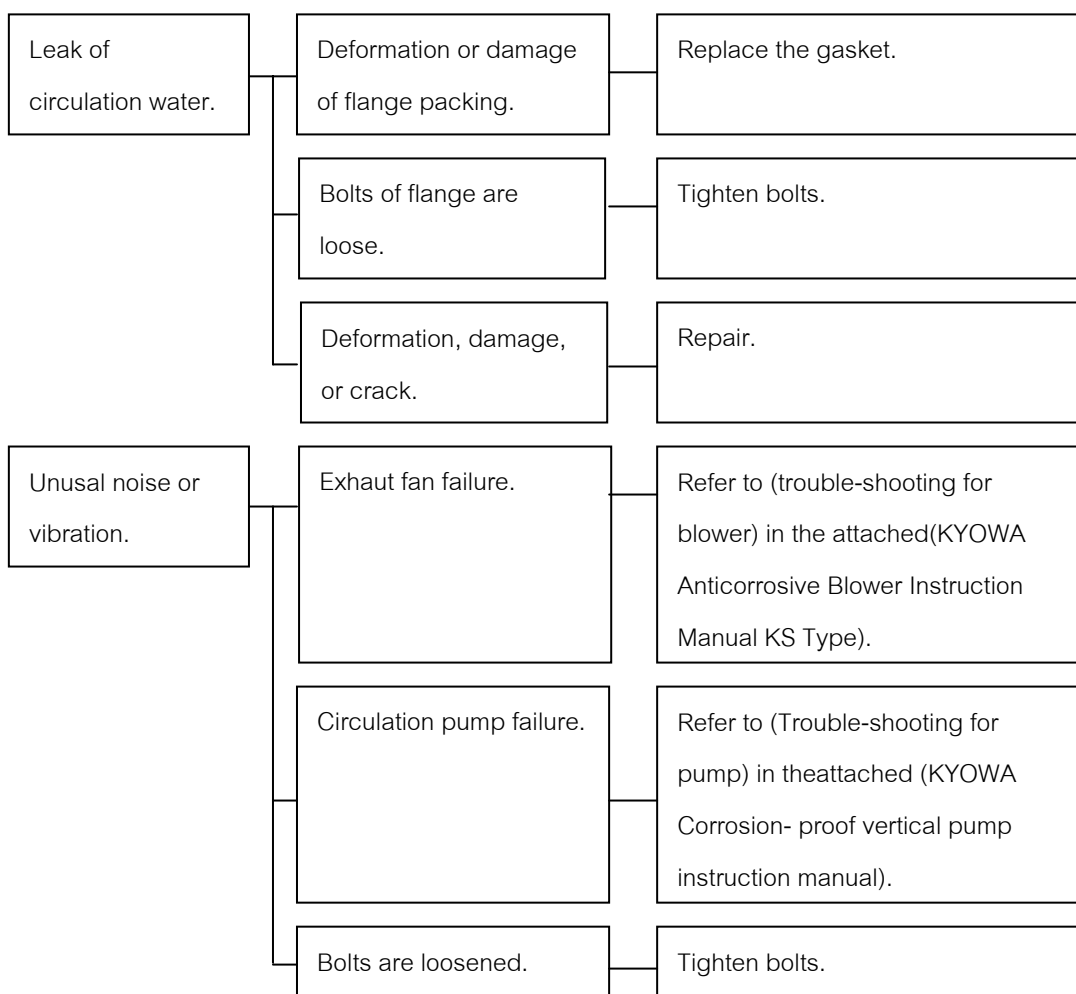 Leak of
circulation water.
Deformation or damage
of flange packing.
Replace the gasket.
Bolts of flange are
loose.
Tighten bolts.
Deformation, damage,
or crack.
Repair.
Unusal noise or
vibration.
Exhaut fan failure.
Refer to (trouble-shooting for
blower) in the attached(KYOWA
Anticorrosive Blower Instruction
Manual KS Type).
Circulation pump failure.
Refer to (Trouble-shooting for
pump) in theattached (KYOWA
Corrosion- proof vertical pump
instruction manual).
Bolts are loosened.
Tighten bolts.